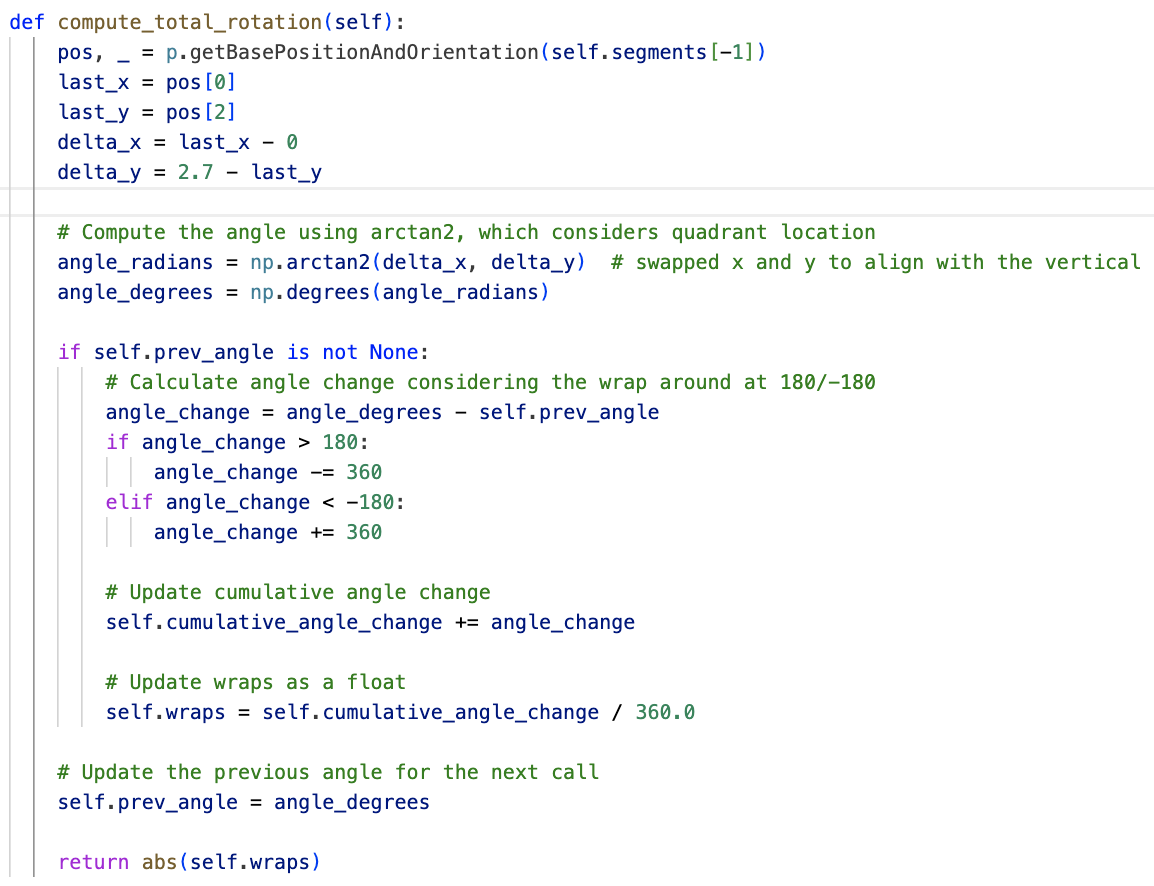 def compute_total_rotation(self):
    pos, _ = p.getBasePositionAndOrientation(self.segments[-1])
    last_x = pos[0]
    last_y = pos[2]
    delta_x = last_x - 0
    delta_y = 2.7 - last_y

    # Compute the angle using arctan2, which considers quadrant location
    angle_radians = np.arctan2(delta_x, delta_y)  # swapped x and y to align with the vertical
    angle_degrees = np.degrees(angle_radians)

    if self.prev_angle is not None:
        # Calculate angle change considering the wrap around at 180/-180
        angle_change = angle_degrees - self.prev_angle
        if angle_change > 180:
            angle_change -= 360
        elif angle_change < -180:
            angle_change += 360

        # Update cumulative angle change
        self.cumulative_angle_change += angle_change

        # Update wraps as a float
        self.wraps = self.cumulative_angle_change / 360.0

    # Update the previous angle for the next call
    self.prev_angle = angle_degrees

    return abs(self.wraps)